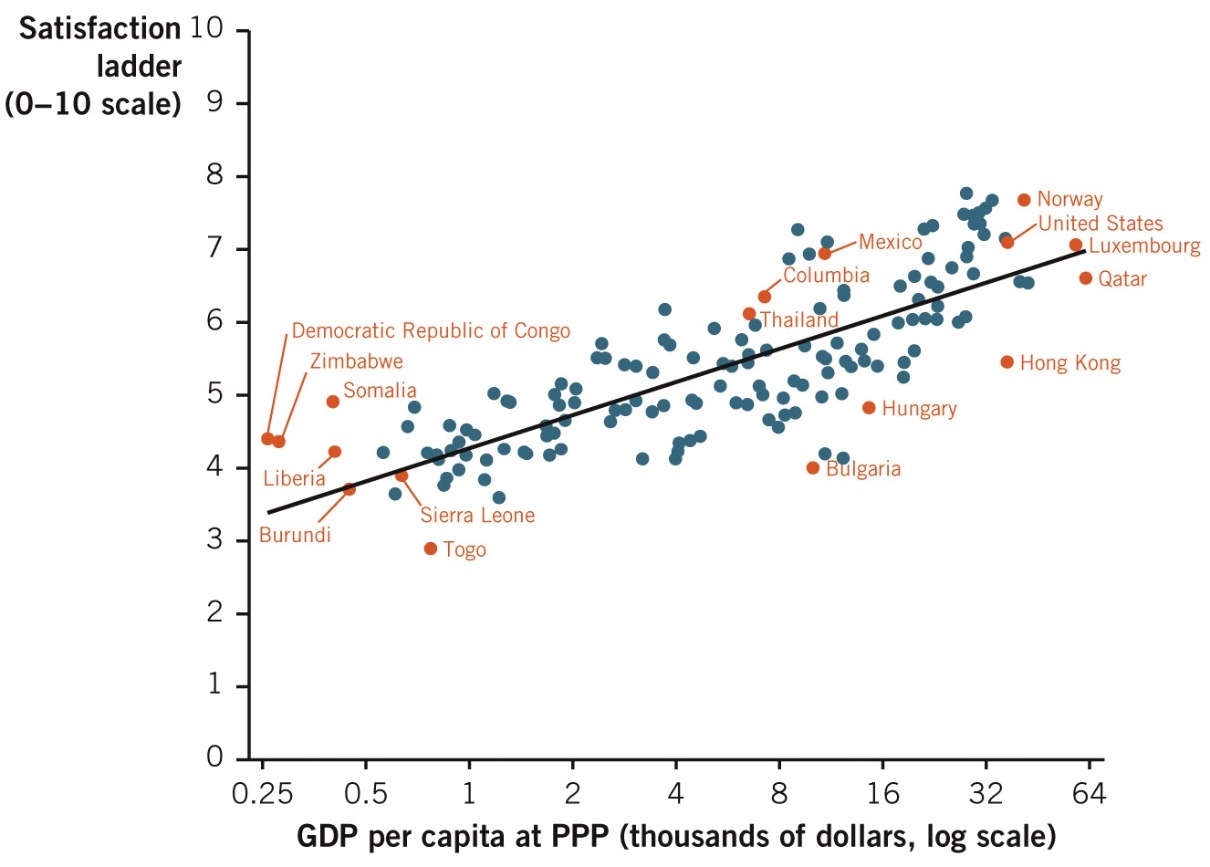 Satisfaction
ladder
(0–10 scale)
10
9
8
7
6
5
4
3
2
1
0
Norway
United States
Mexico
Luxembourg
Columbia
Qatar
Thailand
Democratic Republic of Congo
Zimbabwe
Hong Kong
Somalia
Hungary
Bulgaria
Liberia
Sierra Leone
Burundi
Togo
0.25 0.5 1 2 4 8 16 32 64
GDP per capita at PPP (thousands of dollars, log scale)